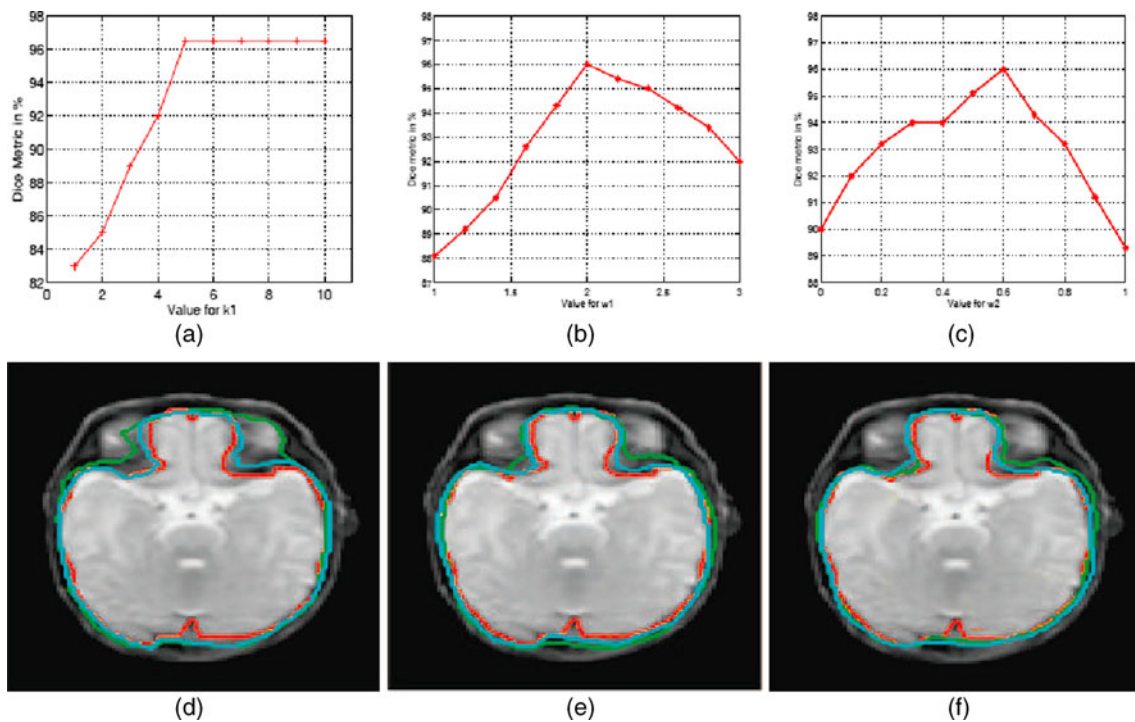 98
96
94
92
90
88
86
84
82
0 2 4 6 8 10
Dice Metric in %
Value for k1
(a)
98
97
96
95
94
93
92
91
90
89
88
87
1 1.5 2 2.5 3
Dice metric in %
Value for w1
(b)
98
97
96
95
94
93
92
91
90
89
88
0 0.2 0.4 0.6 0.8 1
Dice metric in %
Value for w2
(c)
(d) (e) (f)